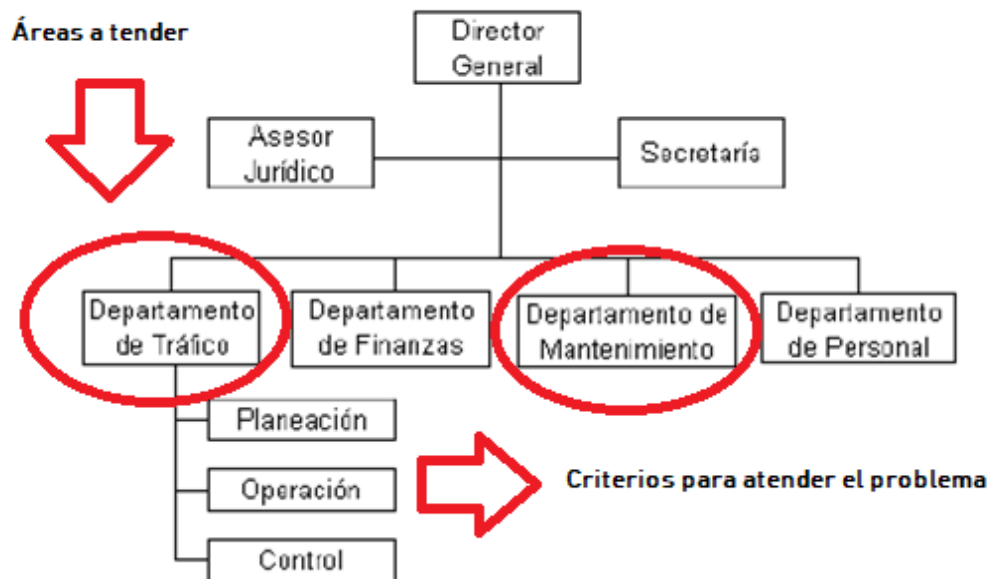 Áreas a tender
Director
General
Asesor
Jurídico
Secretaría
Departamento
de Tráfico
Departamento
de Finanzas
Departamento de
Mantenimiento
Departamento
de Personal
Planeación
Operación
Criterios para atender el problema
Control